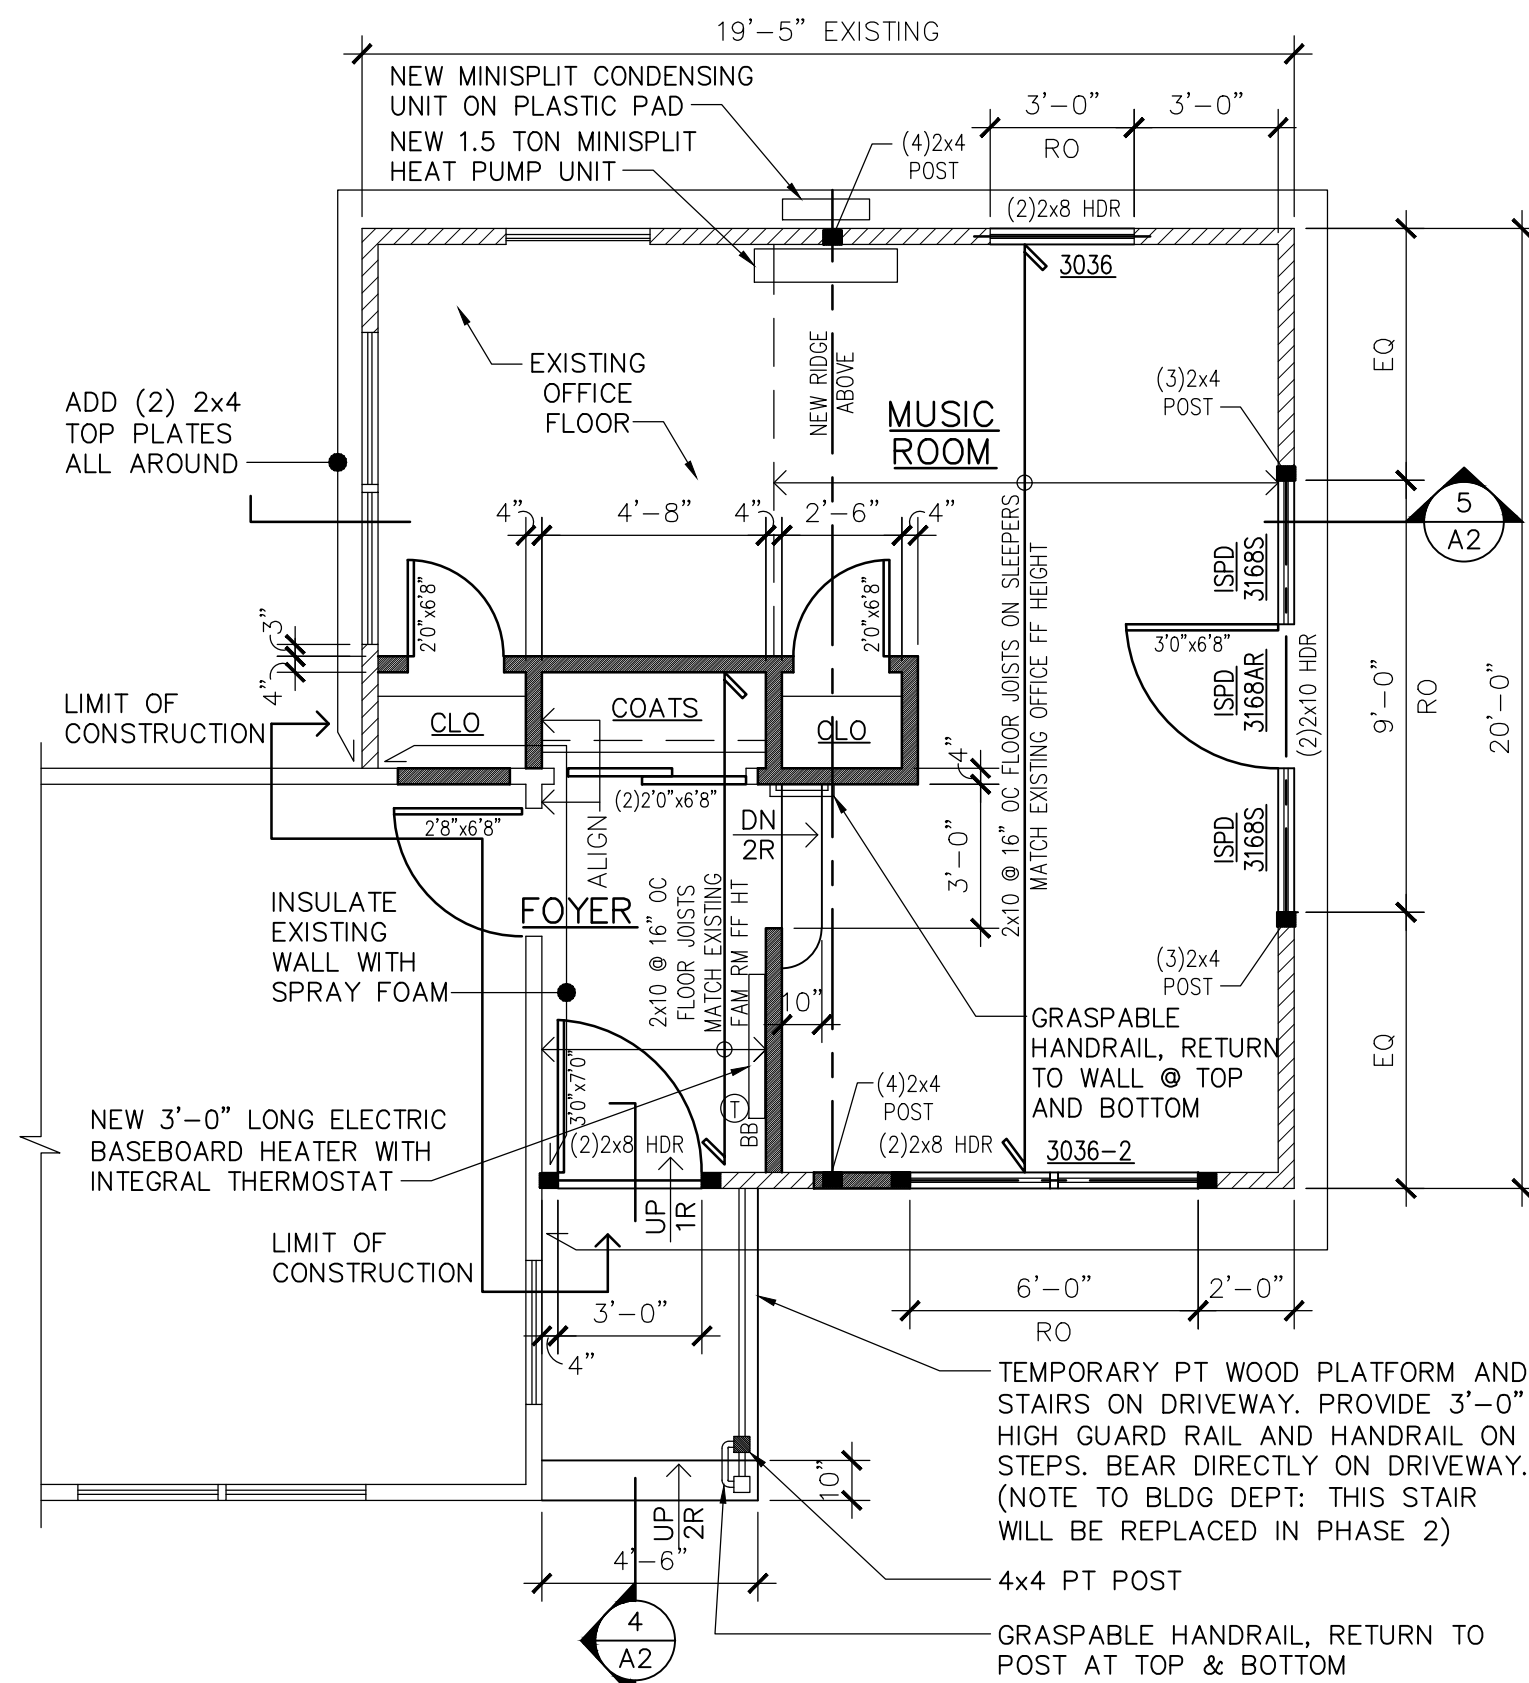 19'-5" EXISTING
NEW MINISPLIT CONDENSING
UNIT ON PLASTIC PAD
NEW 1.5 TON MINISPLIT
HEAT PUMP UNIT
(4)2x4
POST
3'-0"
RO
3'-0"
(2)2x8 HDR
3036
EXISTING
OFFICE
FLOOR
NEW RIDGE
ABOVE
MUSIC
ROOM
(3)2x4
POST
EQ
ADD (2) 2x4
TOP PLATES
ALL AROUND
4"
4'-8"
4"
2'-6"
4"
5
A2
2'0"x6'8"
2'0"x6'8"
2x10 @ 16" OC FLOOR JOISTS ON SLEEPERS
MATCH EXISTING OFFICE FF HEIGHT
ISPD
3168S
3'0"x6'8"
ISPD
3168AR
(2)2x10 HDR
9'-0"
RO
20'-0"
3"
4"
LIMIT OF
CONSTRUCTION
CLO
COATS
CLO
4"
(2)2'0"x6'8"
2'8"x6'8"
DN
2R
ALIGN
3'-0"
ISPD
3168S
INSULATE
EXISTING
WALL WITH
SPRAY FOAM
FOYER
2x10 @ 16" OC
FLOOR JOISTS
MATCH EXISTING
FAM RM FF HT
10"
(3)2x4
POST
GRASPABLE
HANDRAIL, RETURN
TO WALL @ TOP
AND BOTTOM
EQ
3'0"x7'0"
NEW 3'-0" LONG ELECTRIC
BASEBOARD HEATER WITH
INTEGRAL THERMOSTAT
T
BB
(4)2x4
POST
(2)2x8 HDR
(2)2x8 HDR
3036-2
UP
1R
LIMIT OF
CONSTRUCTION
3'-0"
4"
6'-0"
RO
2'-0"
TEMPORARY PT WOOD PLATFORM AND
STAIRS ON DRIVEWAY. PROVIDE 3'-0"
HIGH GUARD RAIL AND HANDRAIL ON
STEPS. BEAR DIRECTLY ON DRIVEWAY.
(NOTE TO BLDG DEPT: THIS STAIR
WILL BE REPLACED IN PHASE 2)
10"
UP
2R
4'-6"
4x4 PT POST
4
A2
GRASPABLE HANDRAIL, RETURN TO
POST AT TOP & BOTTOM